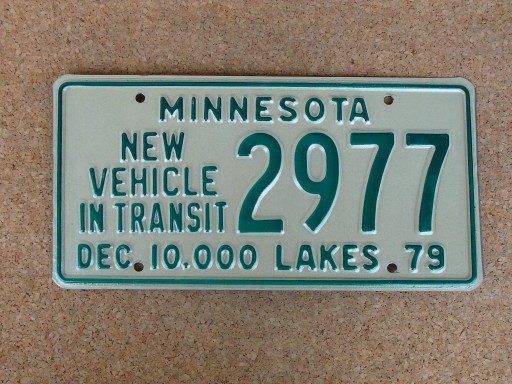 MINNESOTA
NEW
VEHICLE
IN TRANSIT
2977
DEC. 10,000 LAKES 79